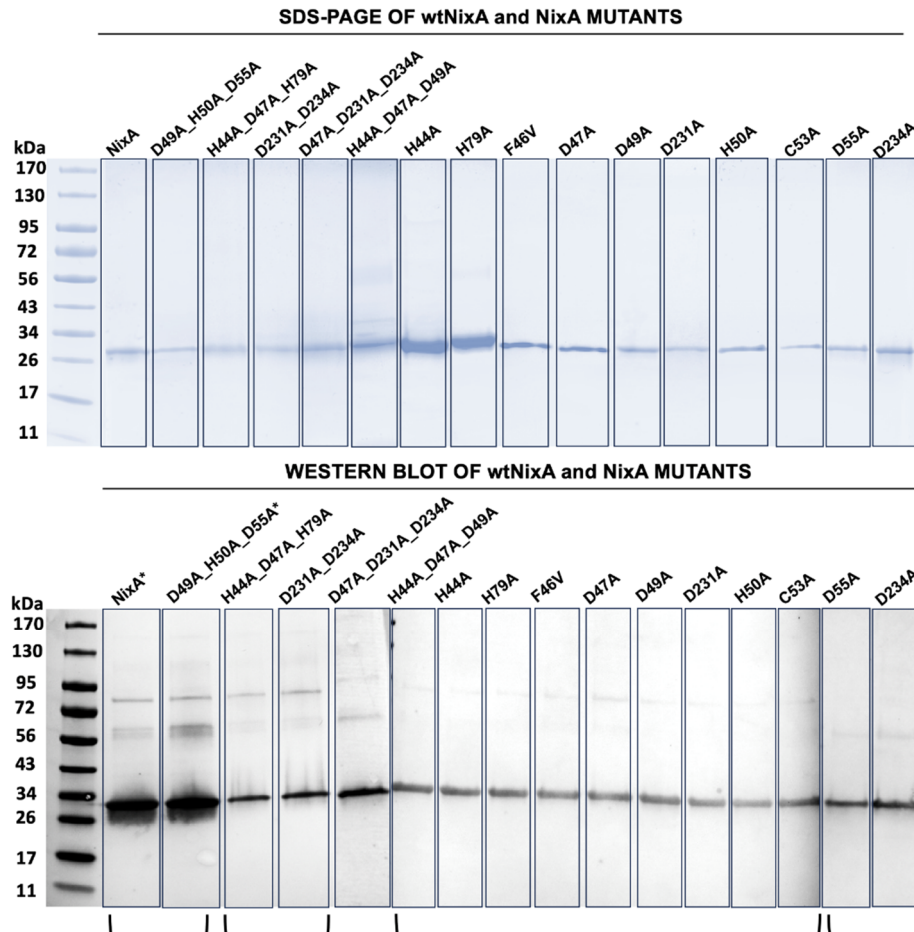 SDS-PAGE OF wtNixA and NixA MUTANTS
NixA
D49A_H50A_D55A
H44A_D47A_H79A
D231A_D234A
D47A_D231A_D234A
H44A_D47A_D49A
H44A
H79A
F46V
D47A
D49A
D231A
H50A
C53A
D55A
D234A
kDa
170
130
95
72
56
43
34
26
17
11
WESTERN BLOT OF wtNixA and NixA MUTANTS
NixA*
D49A_H50A_D55A*
H44A_D47A_H79A
D231A_D234A
D47A_D231A_D234A
H44A_D47A_D49A
H44A
H79A
F46V
D47A
D49A
D231A
H50A
C53A
D55A
D234A
kDa
170
130
95
72
56
43
34
26
17
11